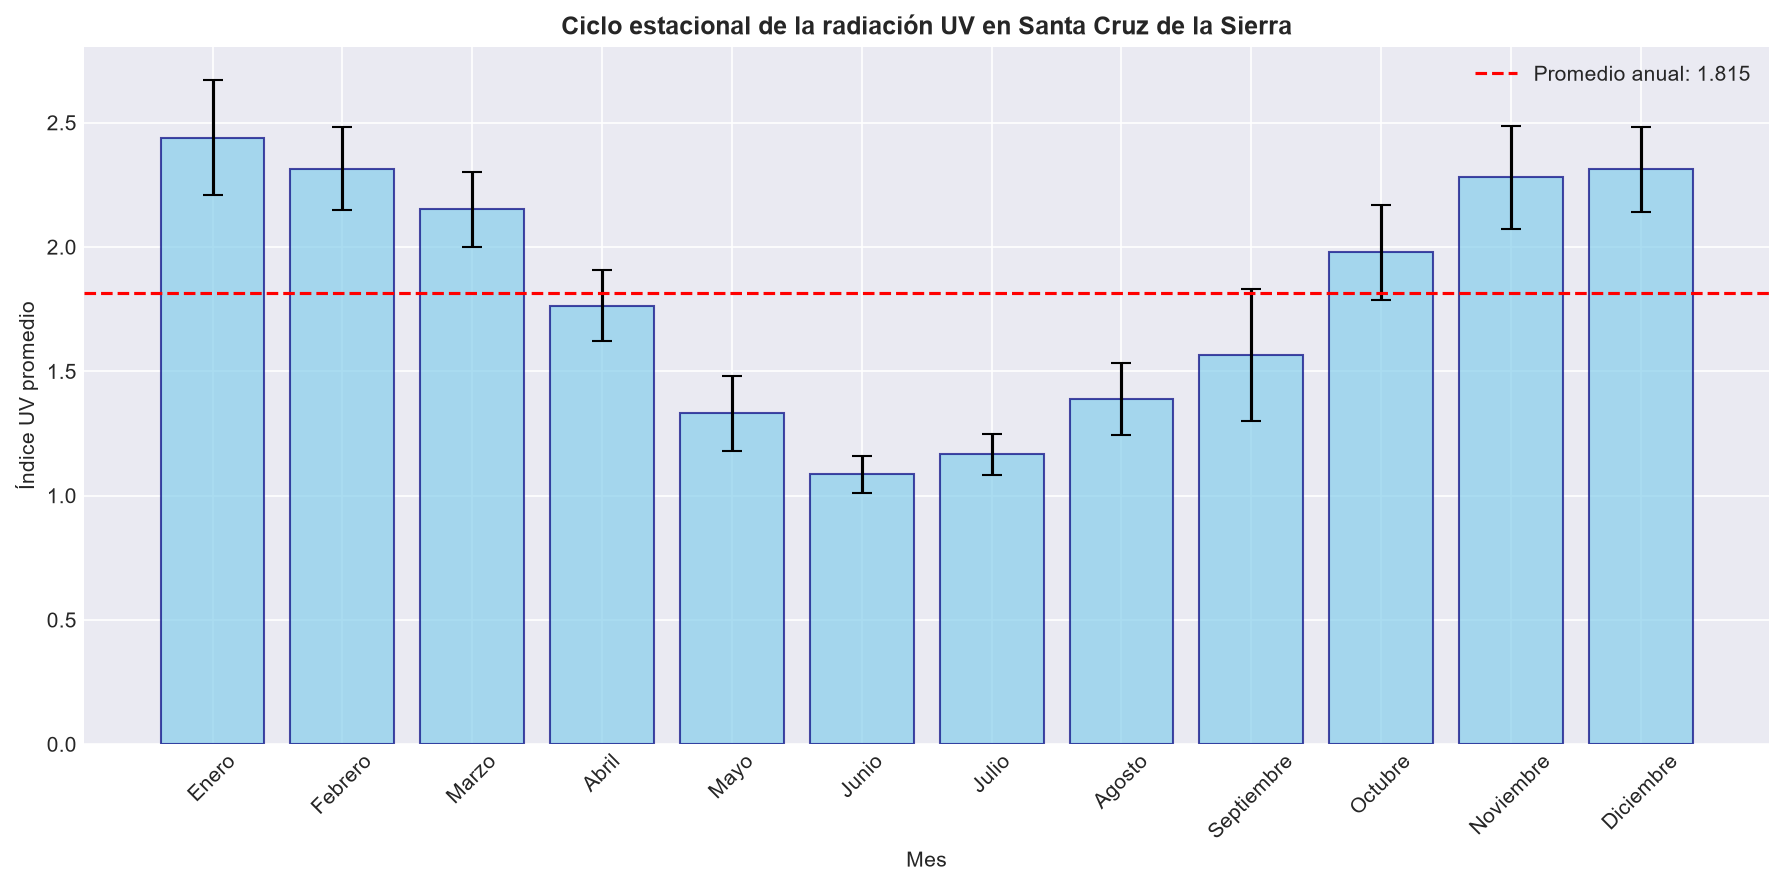 Ciclo estacional de la radiación UV en Santa Cruz de la Sierra
Promedio anual: 1.815
Índice UV promedio
2.5
2.0
1.5
1.0
0.5
0.0
Enero
Febrero
Marzo
Abril
Mayo
Junio
Julio
Agosto
Septiembre
Octubre
Noviembre
Diciembre
Mes